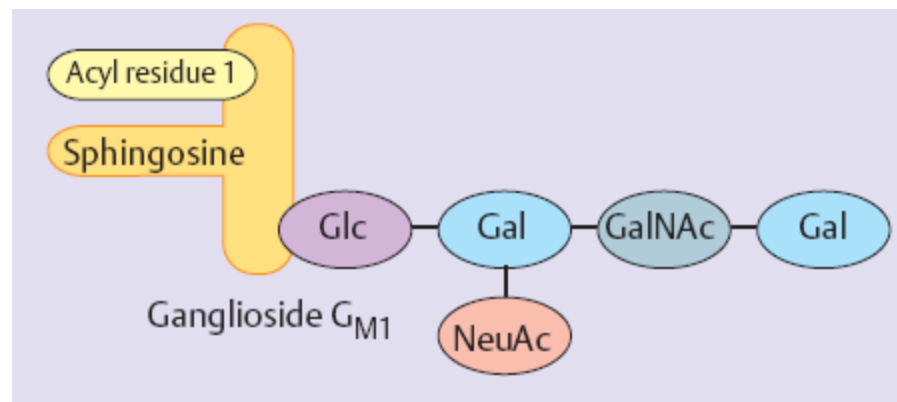 Acyl residue 1
Sphingosine
Glc Gal GalNAc Gal
Ganglioside GM1
NeuAc